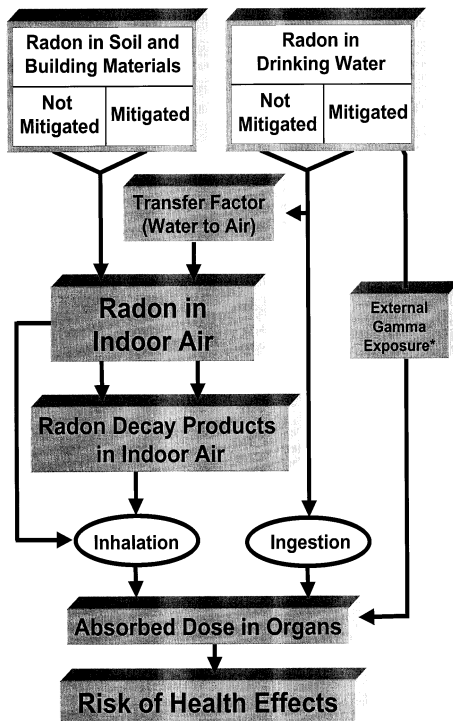 Radon in Soil and
Building Materials
Not
Mitigated
Mitigated
Radon in
Drinking Water
Not
Mitigated
Mitigated
Transfer Factor
(Water to Air)
Radon in
Indoor Air
External
Gamma
Exposure*
Radon Decay Products
in Indoor Air
Inhalation
Ingestion
Absorbed Dose in Organs
Risk of Health Effects